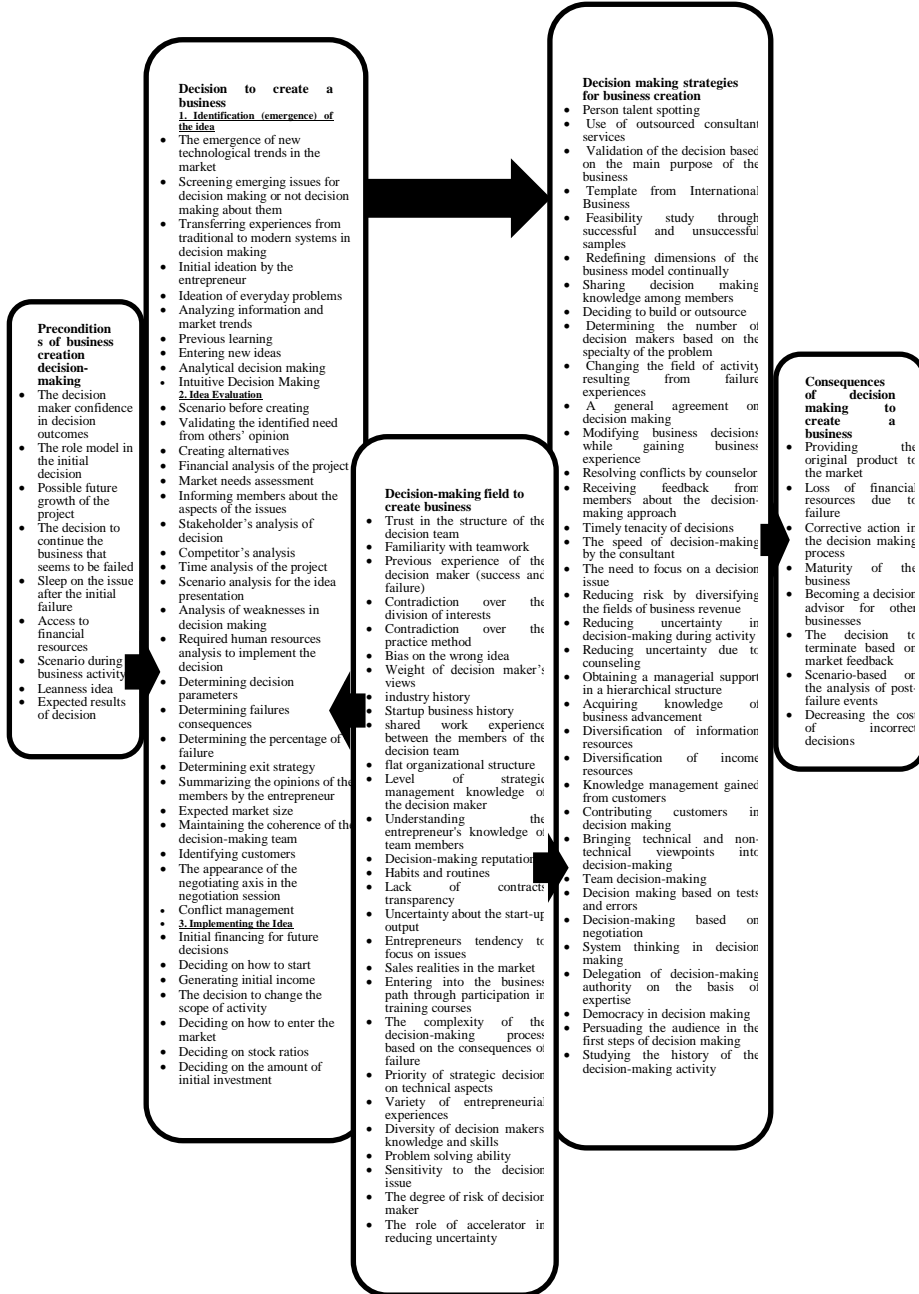 Precondition
s of business
creation
decision-
making
• The decision
maker confidence
in decision
outcomes
• The role model in
the initial
decision
• Possible future
growth of the
project
• The decision to
continue the
business that
seems to be failed
• Sleep on the issue
after the initial
failure
• Access to
financial
resources
• Scenario during
business activity
• Leanness idea
• Expected results
of decision
Decision to create a
business
1. Identification (emergence) of
the idea
• The emergence of new
technological trends in the
market
• Screening emerging issues for
decision making or not decision
making about them
• Transferring experiences from
traditional to modern systems in
decision making
• Initial ideation by the
entrepreneur
• Ideation of everyday problems
• Analyzing information and
market trends
• Previous learning
• Entering new ideas
• Analytical decision making
• Intuitive Decision Making
2. Idea Evaluation
• Scenario before creating
• Validating the identified need
from others' opinion
• Creating alternatives
• Financial analysis of the project
• Market needs assessment
• Informing members about the
aspects of the issues
• Stakeholder's analysis of
decision
• Competitor's analysis
• Time analysis of the project
• Scenario analysis for the idea
presentation
• Analysis of weaknesses in
decision making
• Required human resources
analysis to implement the
decision
• Determining decision
parameters
• Determining failures
consequences
• Determining the percentage of
failure
• Determining exit strategy
• Summarizing the opinions of the
members by the entrepreneur
• Expected market size
• Maintaining the coherence of the
decision-making team
• Identifying customers
• The appearance of the
negotiating axis in the
negotiation session
• Conflict management
• 3. Implementing the Idea
• Initial financing for future
decisions
• Deciding on how to start
• Generating initial income
• The decision to change the
scope of activity
• Deciding on how to enter the
market
• Deciding on stock ratios
• Deciding on the amount of
initial investment
Decision-making field to
create business
• Trust in the structure of the
decision team
• Familiarity with teamwork
• Previous experience of the
decision maker (success and
failure)
• Contradiction over the
division of interests
• Contradiction over the
practice method
• Bias on the wrong idea
• Weight of decision maker's
views
• industry history
• Startup business history
• shared work experience
between the members of the
decision team
• flat organizational structure
• Level of strategic
management knowledge of
the decision maker
• Understanding the
entrepreneur's knowledge of
team members
• Decision-making reputation
• Habits and routines
• Lack of contracts
transparency
• Uncertainty about the start-up
output
• Entrepreneurs tendency to
focus on issues
• Sales realities in the market
• Entering into the business
path through participation in
training courses
• The complexity of the
decision-making process
based on the consequences of
failure
• Priority of strategic decision
on technical aspects
• Variety of entrepreneurial
experiences
• Diversity of decision makers
knowledge and skills
• Problem solving ability
• Sensitivity to the decision
issue
• The degree of risk of decision
maker
• The role of accelerator in
reducing uncertainty
Decision making strategies
for business creation
• Person talent spotting
• Use of outsourced consultant
services
• Validation of the decision based
on the main purpose of the
business
• Template from International
Business
• Feasibility study through
successful and unsuccessful
samples
• Redefining dimensions of the
business model continually
• Sharing decision making
knowledge among members
• Deciding to build or outsource
• Determining the number of
decision makers based on the
specialty of the problem
• Changing the field of activity
resulting from failure
experiences
• A general agreement on
decision making
• Modifying business decisions
while gaining business
experience
• Resolving conflicts by counselor
• Receiving feedback from
members about the decision-
making approach
• Timely tenacity of decisions
• The speed of decision-making
by the consultant
• The need to focus on a decision
issue
• Reducing risk by diversifying
the fields of business revenue
• Reducing uncertainty in
decision-making during activity
• Reducing uncertainty due to
counseling
• Obtaining a managerial support
in a hierarchical structure
• Acquiring knowledge of
business advancement
• Diversification of information
resources
• Diversification of income
resources
• Knowledge management gained
from customers
• Contributing customers in
decision making
• Bringing technical and non-
technical viewpoints into
decision-making
• Team decision-making
• Decision making based on tests
and errors
• Decision-making based on
negotiation
• System thinking in decision
making
• Delegation of decision-making
authority on the basis of
expertise
• Democracy in decision making
• Persuading the audience in the
first steps of decision making
• Studying the history of the
decision-making activity
Consequences
of decision
making to
create a
business
• Providing the
original product to
the market
• Loss of financial
resources due to
failure
• Corrective action in
the decision making
process
• Maturity of the
business
• Becoming a decision
advisor for other
businesses
• The decision to
terminate based on
market feedback
• Scenario-based on
the analysis of post-
failure events
• Decreasing the cost
of incorrect
decisions